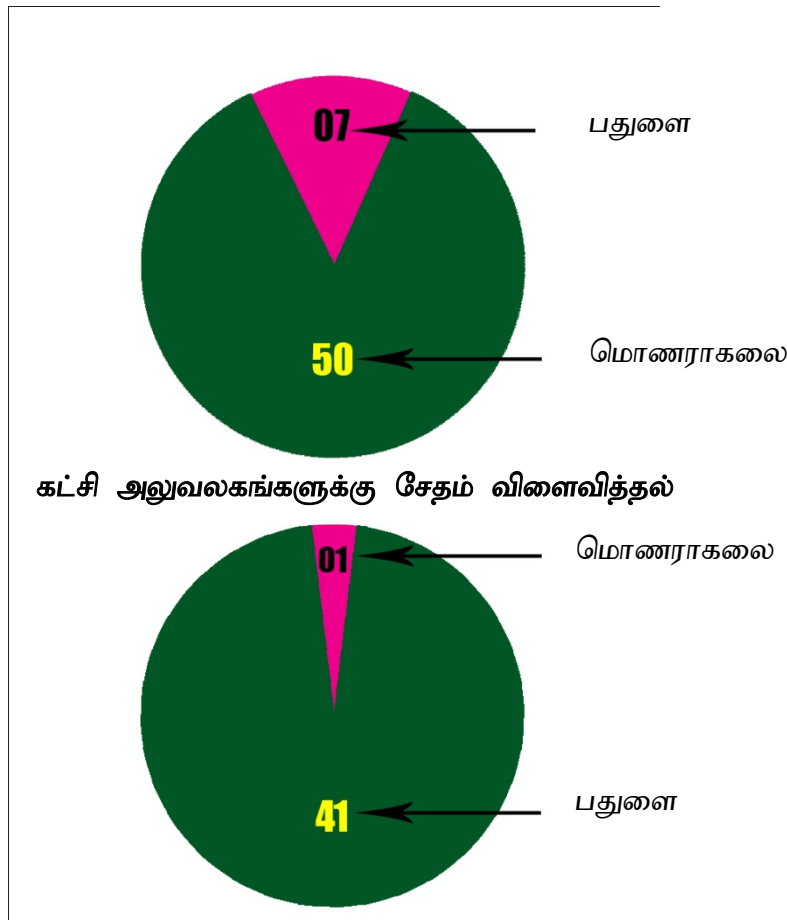 07 பதுளை
50 மொணராகலை
கட்சி அலுவலகங்களுக்கு சேதம் விளைவித்தல்
01 மொணராகலை
41 பதுளை